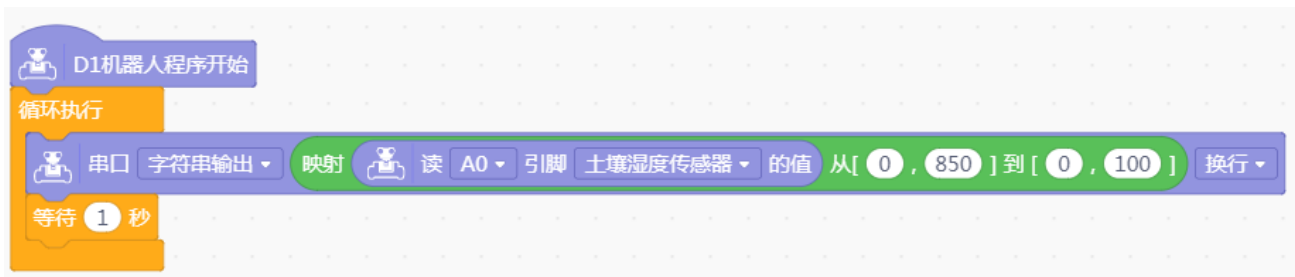 D1机器人程序开始
循环执行
串口 字符串输出 映射 读 A0 引脚 土壤湿度传感器 的值 从[ 0 , 850 ] 到 [ 0 , 100 ] 换行
等待 1 秒